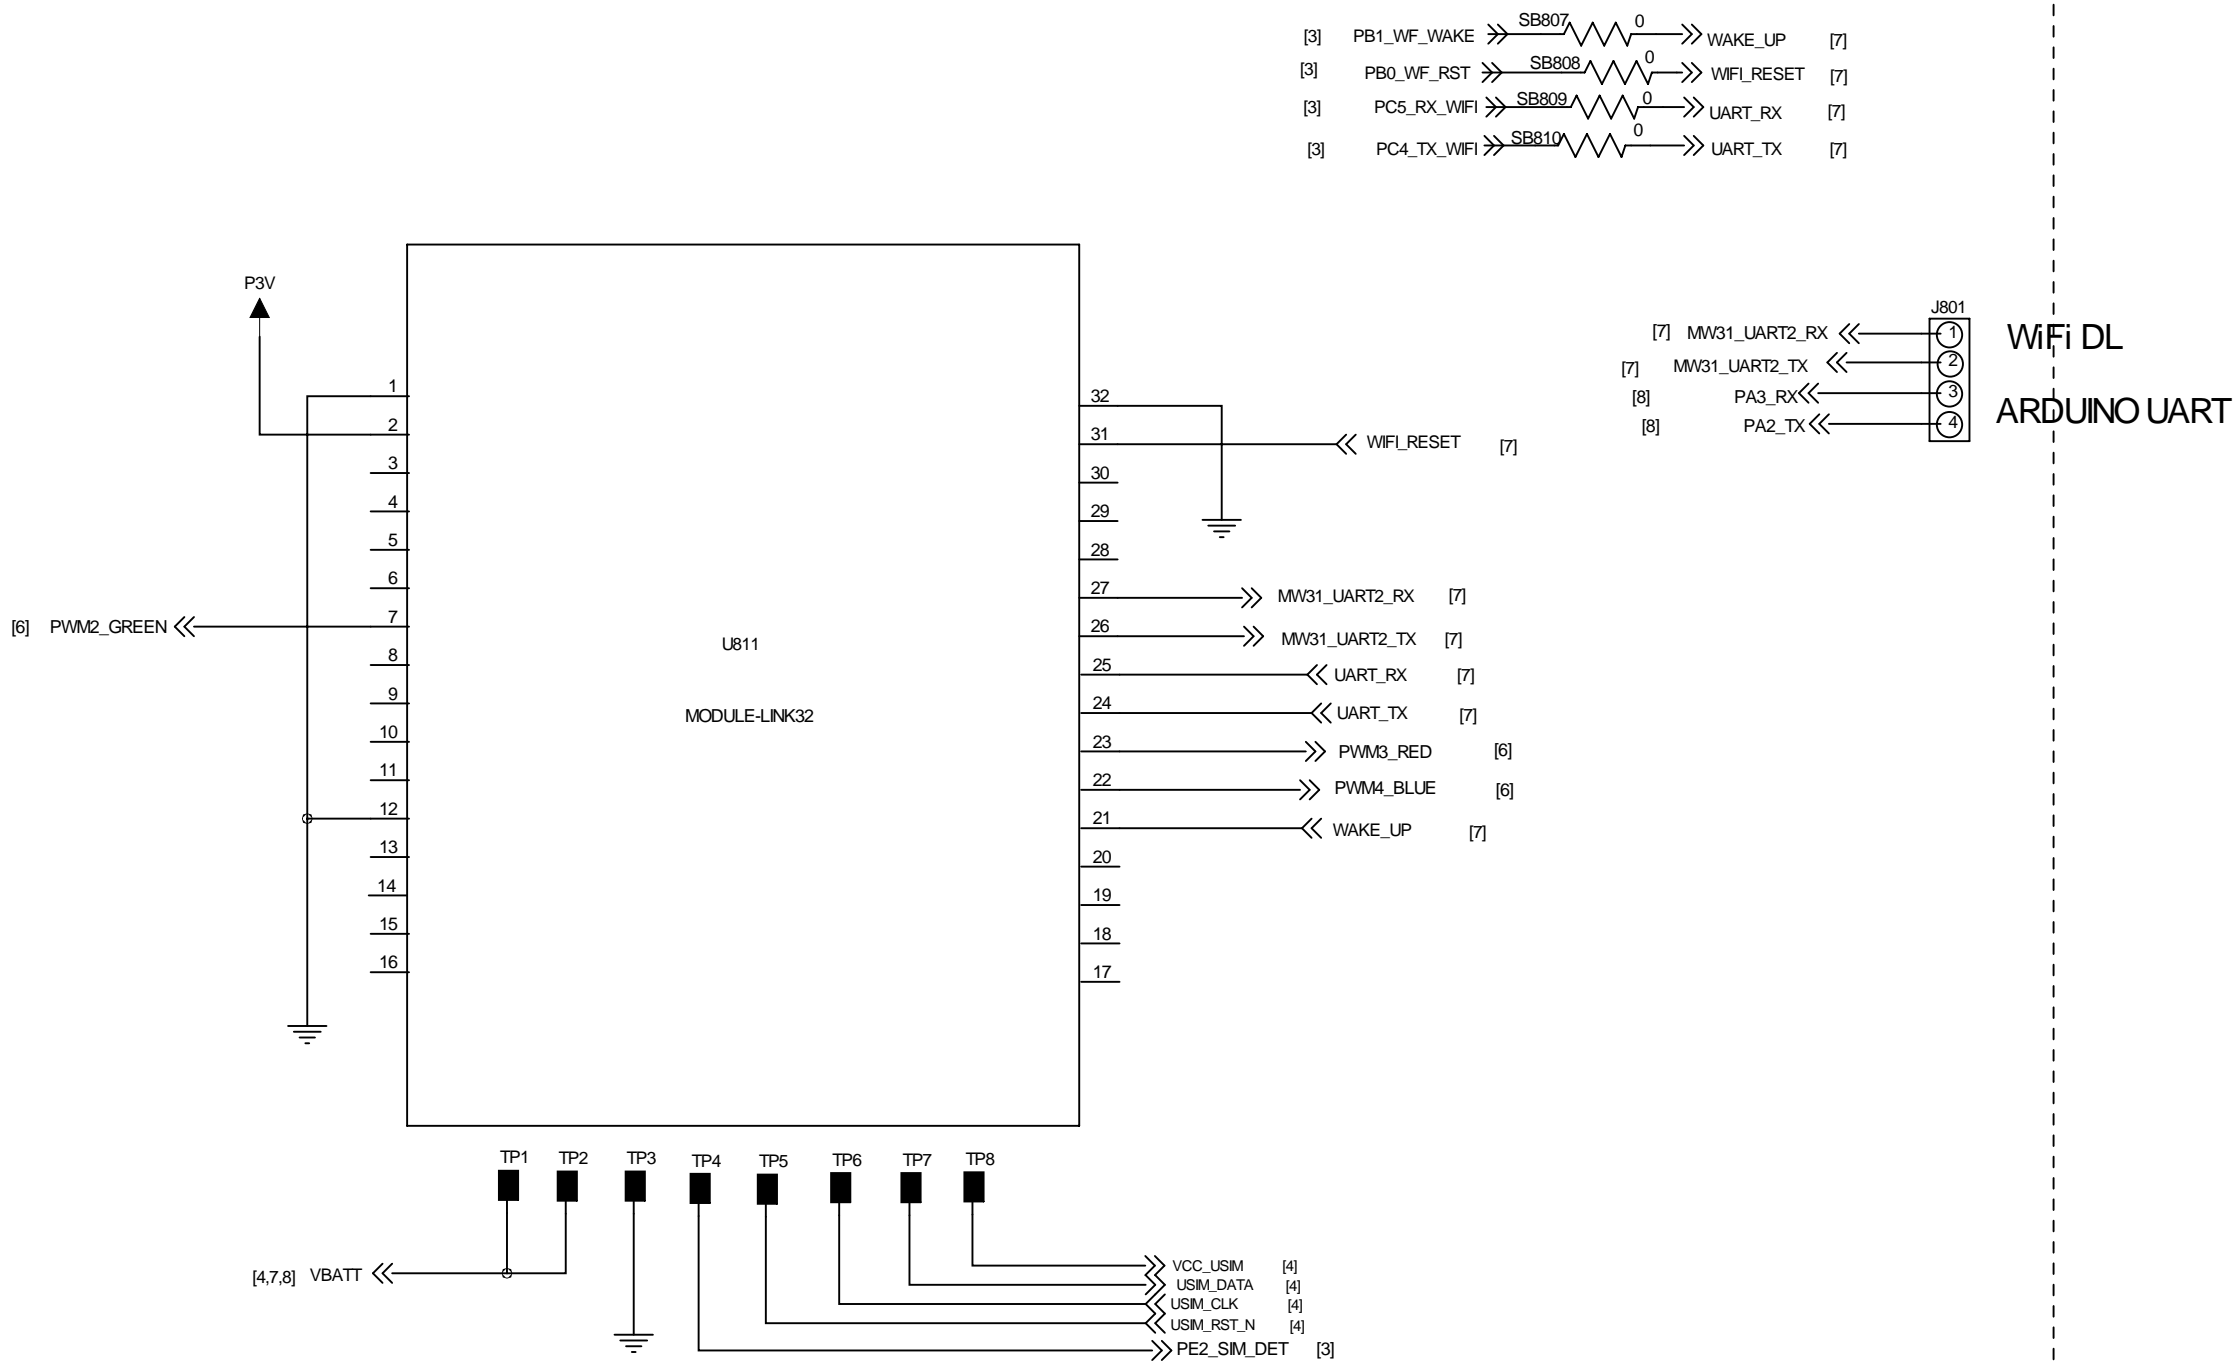 [3] PB1_WF_WAKE SB807 0 WAKE_UP [7]
[3] PB0_WF_RST SB808 0 WIFI_RESET [7]
[3] PC5_RX_WIFI SB809 0 UART_RX [7]
[3] PC4_TX_WIFI SB810 0 UART_TX [7]
P3V
J801
[7] MW31_UART2_RX 1 WiFi DL
[7] MW31_UART2_TX 2
[8] PA3_RX 3 ARDUINO UART
[8] PA2_TX 4
1
2
3
4
5
6
[6] PWM2_GREEN 7
8
9
10
11
12
13
14
15
16
U811
MODULE-LINK32
32
31 WIFI_RESET [7]
30
29
28
27 MW31_UART2_RX [7]
26 MW31_UART2_TX [7]
25 UART_RX [7]
24 UART_TX [7]
23 PWM3_RED [6]
22 PWM4_BLUE [6]
21 WAKE_UP [7]
20
19
18
17
TP1 TP2 TP3 TP4 TP5 TP6 TP7 TP8
[4,7,8] VBATT
VCC_USIM [4]
USIM_DATA [4]
USIM_CLK [4]
USIM_RST_N [4]
PE2_SIM_DET [3]